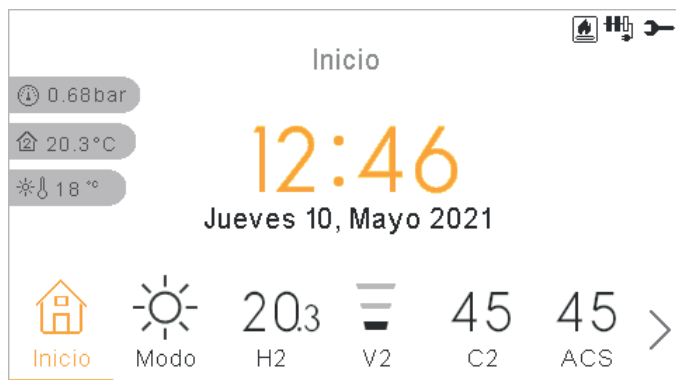 Inicio
0.68bar
2 20.3°C
18 °C
12:46
Jueves 10, Mayo 2021
20.3 45 45
Inicio Modo H2 V2 C2 ACS